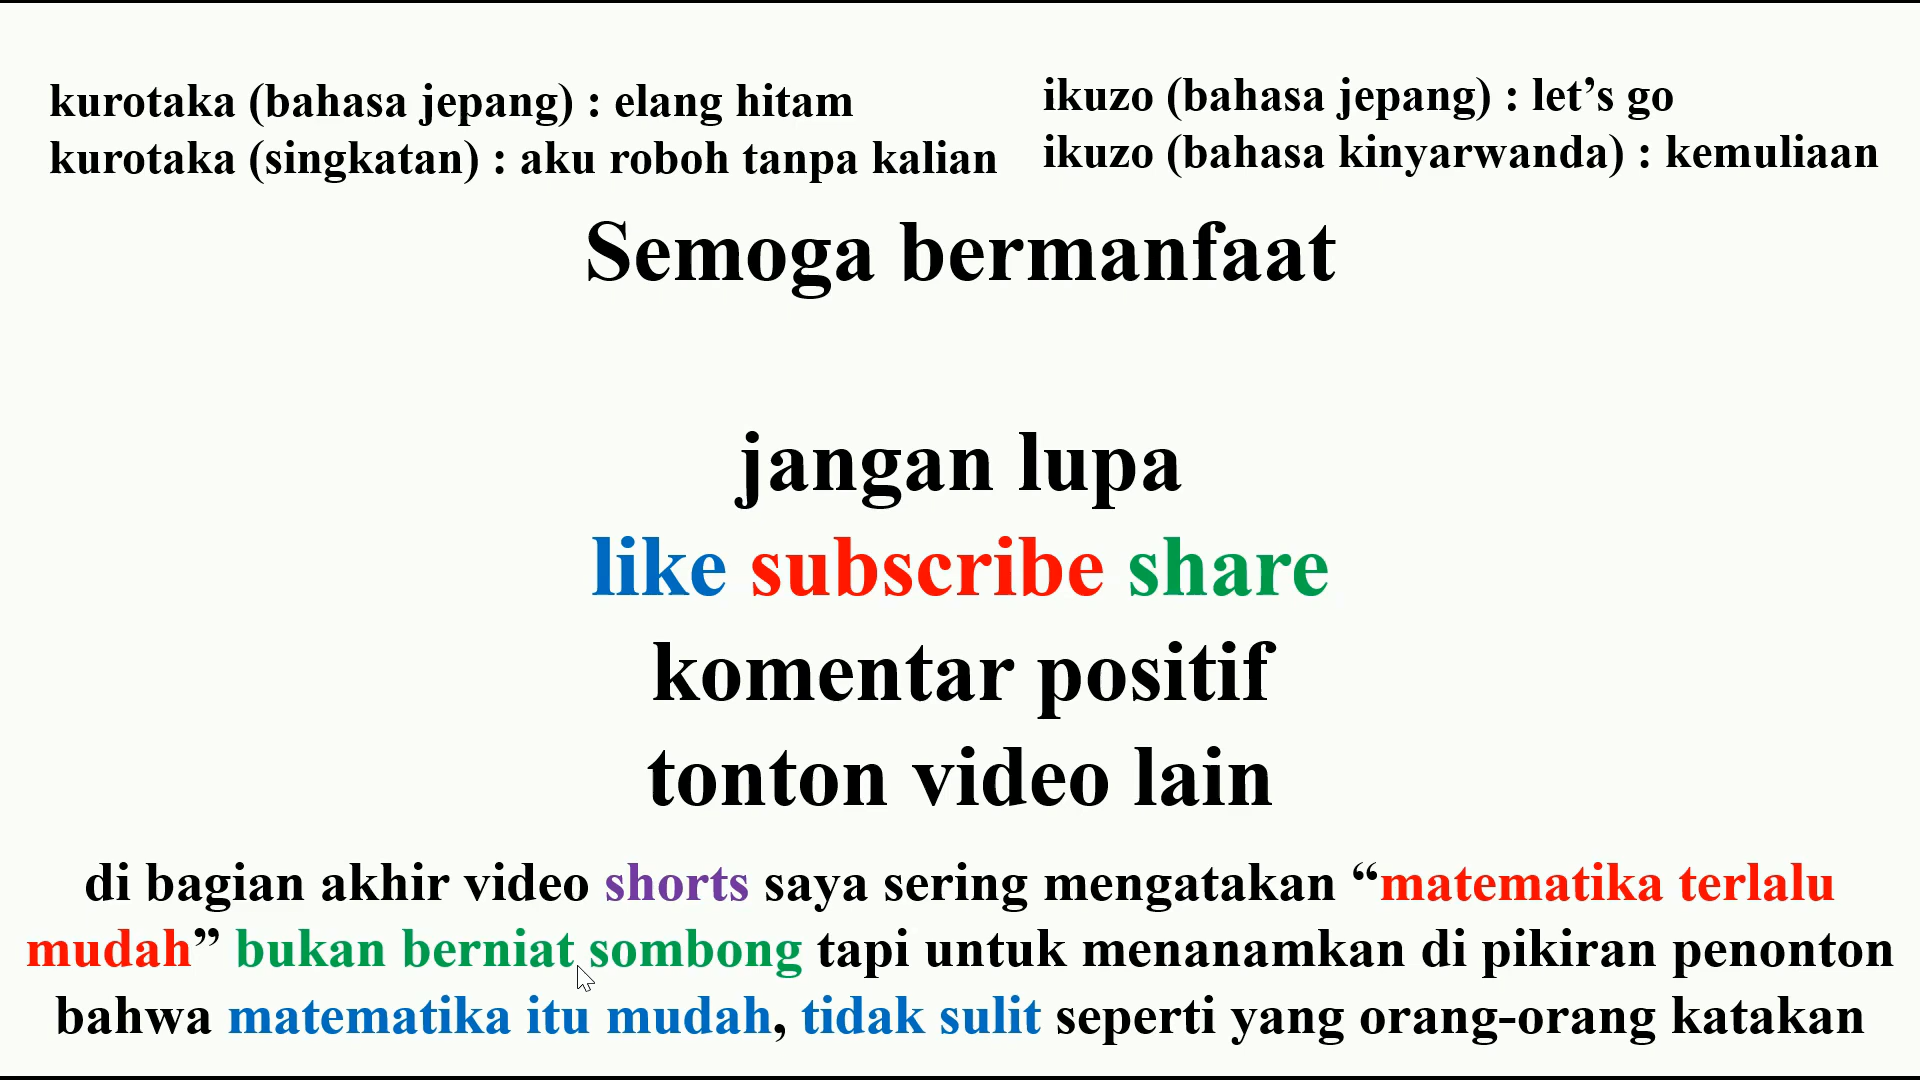 kurotaka (bahasa jepang) : elang hitam
kurotaka (singkatan) : aku roboh tanpa kalian
ikuzo (bahasa jepang) : let’s go
ikuzo (bahasa kinyarwanda) : kemuliaan
Semoga bermanfaat
jangan lupa
like subscribe share
komentar positif
tonton video lain
di bagian akhir video shorts saya sering mengatakan “matematika terlalu
mudah” bukan berniat sombong tapi untuk menanamkan di pikiran penonton
bahwa matematika itu mudah, tidak sulit seperti yang orang-orang katakan